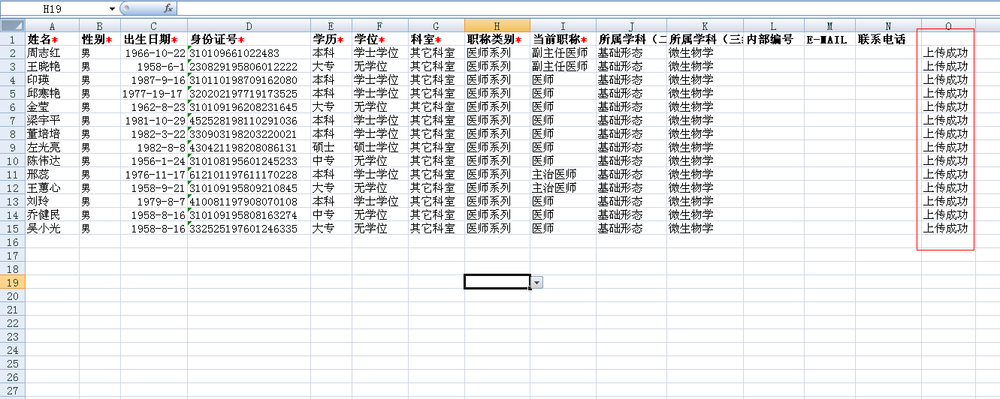 H19 fx
A B C D E F G H I J K L M N O
1 姓名* 性别* 出生日期* 身份证号* 学历* 学位* 科室* 职称类别* 当前职称* 所属学科（二 所属学科（三 内部编号 E-MAIL 联系电话
2 周志红 男 1966-10-22 310109661022483 本科 学士学位 其它科室 医师系列 副主任医师 基础形态 微生物学 上传成功
3 王晓艳 男 1958-6-1 230829195806012222 大专 无学位 其它科室 医师系列 副主任医师 基础形态 微生物学 上传成功
4 印瑛 男 1987-9-16 310110198709162080 本科 学士学位 其它科室 医师系列 医师 基础形态 微生物学 上传成功
5 邱寒艳 男 1977-19-17 320202197719173525 本科 学士学位 其它科室 医师系列 医师 基础形态 微生物学 上传成功
6 金莹 男 1962-8-23 310109196208231645 大专 无学位 其它科室 医师系列 医师 基础形态 微生物学 上传成功
7 梁宇平 男 1981-10-29 452528198110291036 本科 学士学位 其它科室 医师系列 医师 基础形态 微生物学 上传成功
8 董培培 男 1982-3-22 330903198203220021 本科 学士学位 其它科室 医师系列 医师 基础形态 微生物学 上传成功
9 左光亮 男 1982-8-8 430421198208086131 硕士 硕士学位 其它科室 医师系列 医师 基础形态 微生物学 上传成功
10 陈伟达 男 1956-1-24 310108195601245233 中专 无学位 其它科室 医师系列 医师 基础形态 微生物学 上传成功
11 邢蕊 男 1976-11-17 612101197611170228 本科 学士学位 其它科室 医师系列 主治医师 基础形态 微生物学 上传成功
12 王蕙心 男 1958-9-21 310109195809210845 大专 无学位 其它科室 医师系列 主治医师 基础形态 微生物学 上传成功
13 刘玲 男 1979-8-7 410081197908070108 本科 学士学位 其它科室 医师系列 医师 基础形态 微生物学 上传成功
14 乔健民 男 1958-8-16 310109195808163274 中专 无学位 其它科室 医师系列 医师 基础形态 微生物学 上传成功
15 吴小光 男 1958-8-16 332525197601246335 大专 无学位 其它科室 医师系列 医师 基础形态 微生物学 上传成功
16
17
18
19
20
21
22
23
24
25
26
27